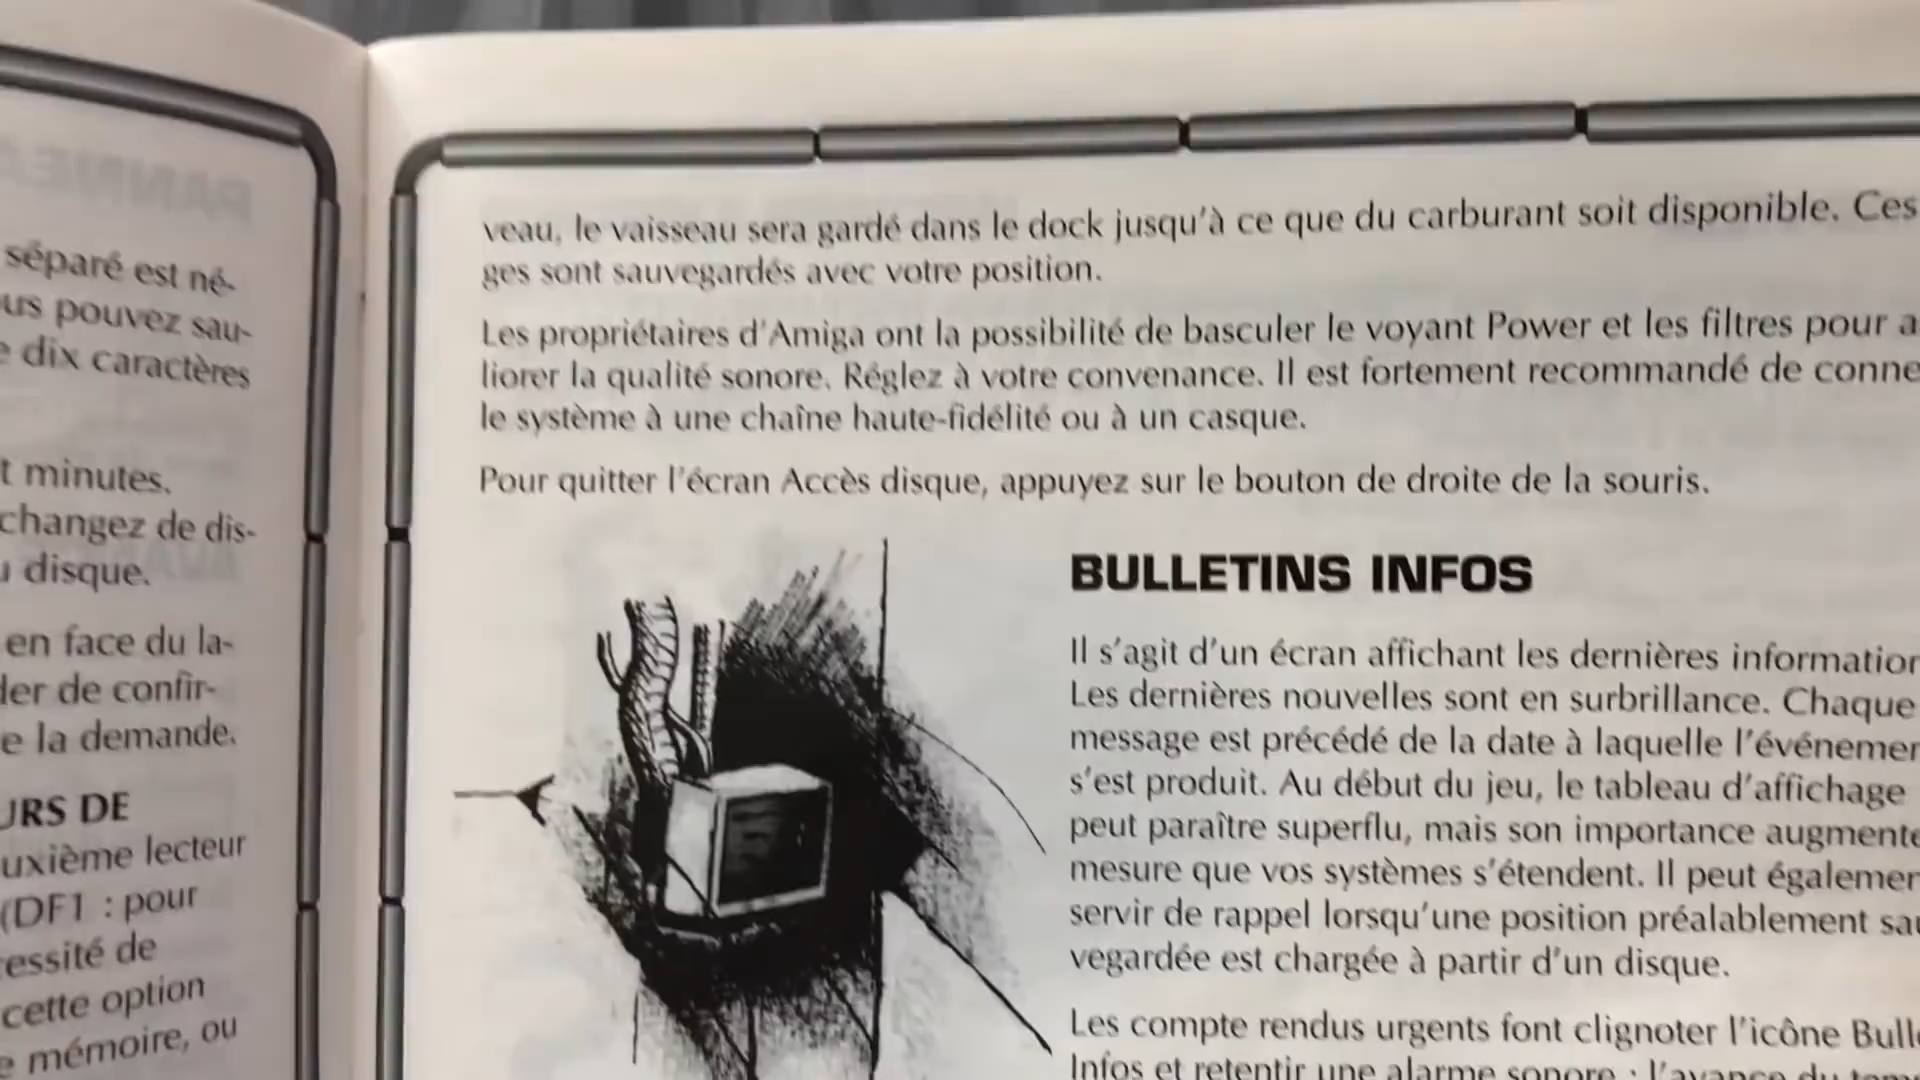 séparé est né-
us pouvez sau-
dix caractères
t minutes.
changez de dis-
disque.
en face du la-
der de confir-
e la demande.
URS DE
uxième lecteur
(DF1 : pour
essité de
cette option
mémoire, ou
veau, le vaisseau sera gardé dans le dock jusqu'à ce que du carburant soit disponible. Ces
ges sont sauvegardés avec votre position.
Les propriétaires d'Amiga ont la possibilité de basculer le voyant Power et les filtres pour a
liorer la qualité sonore. Réglez à votre convenance. Il est fortement recommandé de conne
le système à une chaîne haute-fidélité ou à un casque.
Pour quitter l'écran Accès disque, appuyez sur le bouton de droite de la souris.
BULLETINS INFOS
Il s'agit d'un écran affichant les dernières information
Les dernières nouvelles sont en surbrillance. Chaque
message est précédé de la date à laquelle l'événemen
s'est produit. Au début du jeu, le tableau d'affichage
peut paraître superflu, mais son importance augmente
mesure que vos systèmes s'étendent. Il peut égalemen
servir de rappel lorsqu'une position préalablement sau
vegardée est chargée à partir d'un disque.
Les compte rendus urgents font clignoter l'icône Bull
Infos et retentir une alarme sonore : l'avance du tem